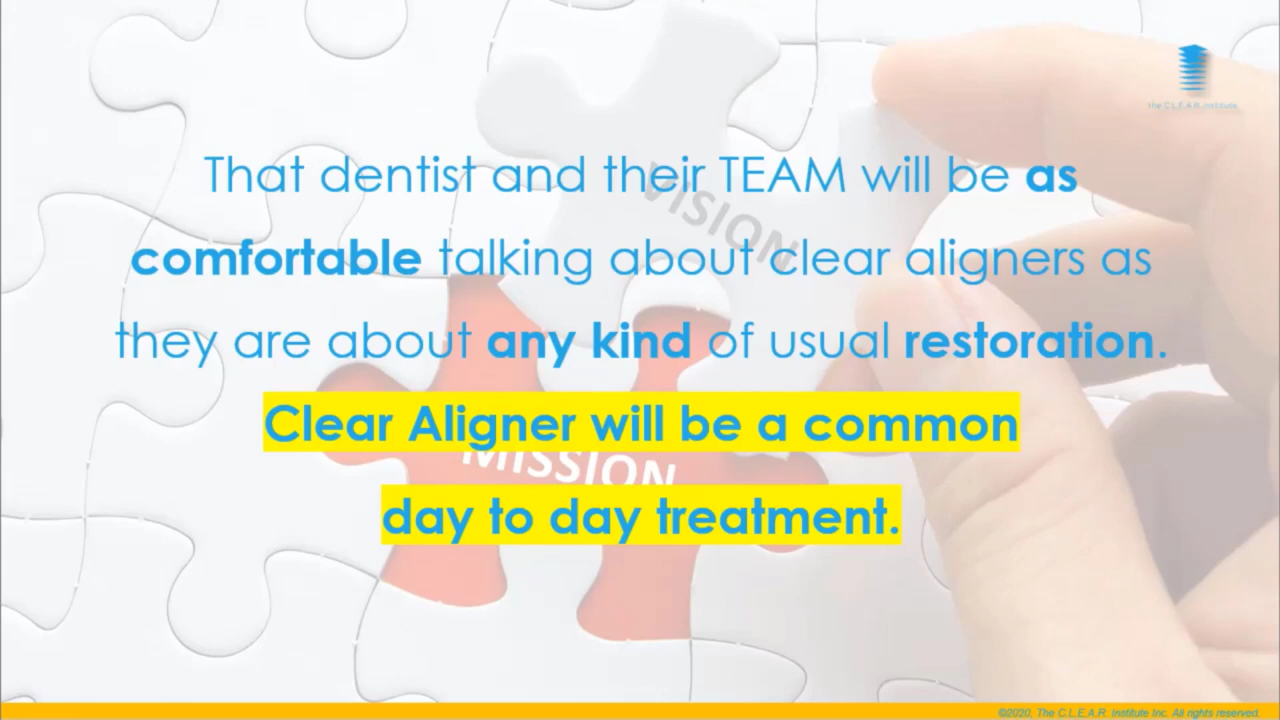 the C.L.E.A.R. institute
VISION
That dentist and their TEAM will be as
comfortable talking about clear aligners as
they are about any kind of usual restoration.
Clear Aligner will be a common
MISSION
day to day treatment.
©2020, The C.L.E.A.R. Institute Inc. All rights reserved.